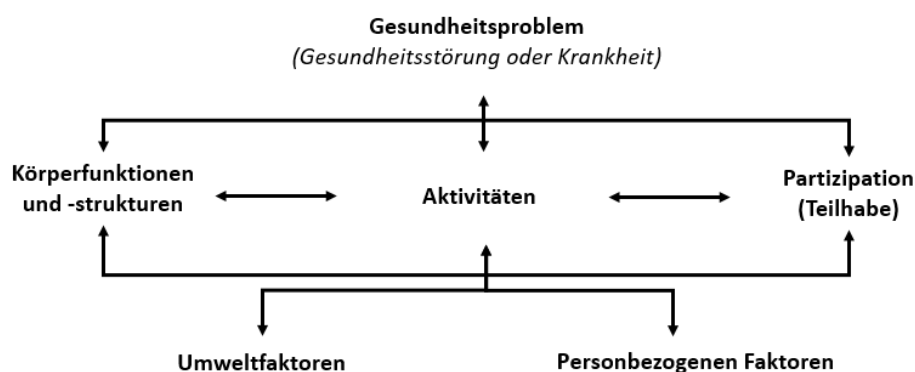 Gesundheitsproblem
(Gesundheitsstörung oder Krankheit)
Körperfunktionen
und -strukturen
Aktivitäten
Partizipation
(Teilhabe)
Umweltfaktoren
Personbezogenen Faktoren